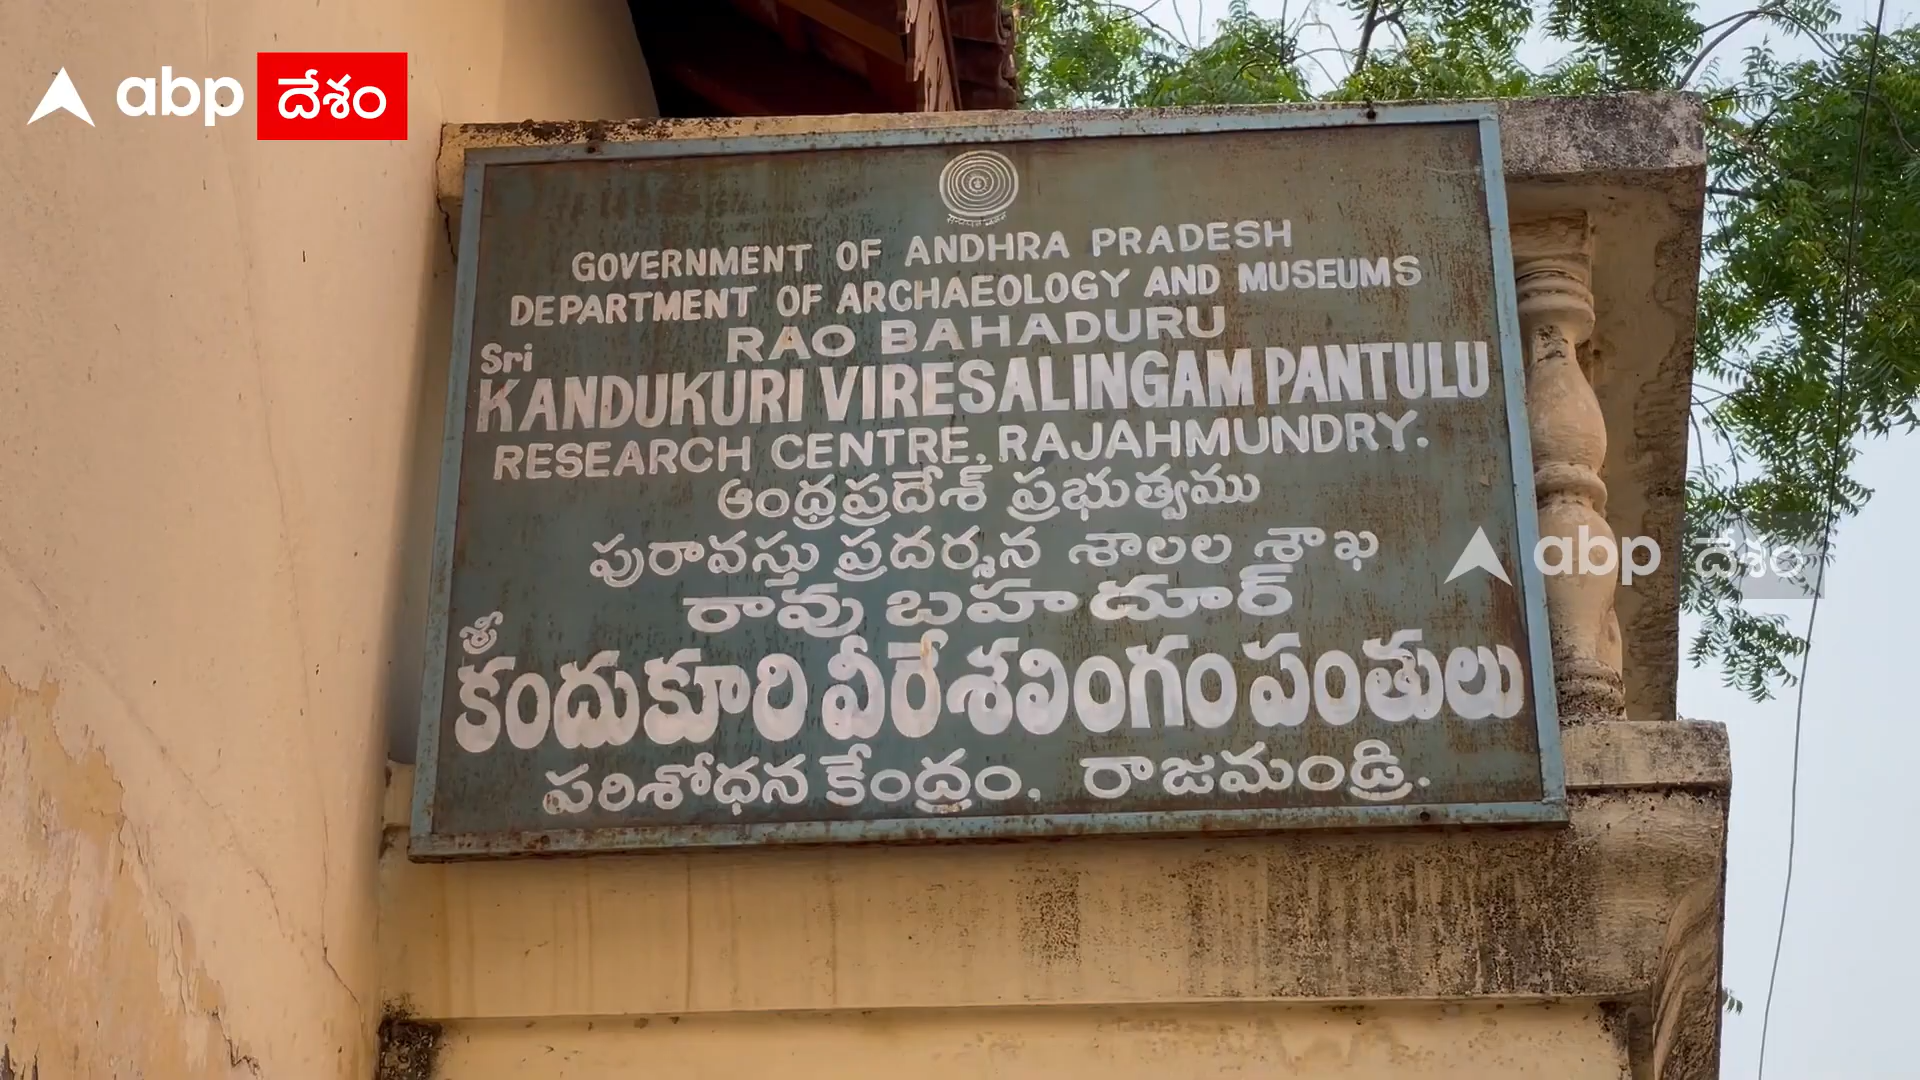 abp దేశం
GOVERNMENT OF ANDHRA PRADESH
DEPARTMENT OF ARCHAEOLOGY AND MUSEUMS
RAO BAHADURU
Sri
KANDUKURI VIRESALINGAM PANTULU
RESEARCH CENTRE, RAJAHMUNDRY.
ఆంధ్రప్రదేశ్ ప్రభుత్వము
పురావస్తు ప్రదర్శన శాలల శాఖ
abp దేశం
రావు బహదూర్
శ్రీ
కందుకూరి వీరేశలింగం పంతులు
పరిశోధన కేంద్రం, రాజమండ్రి.